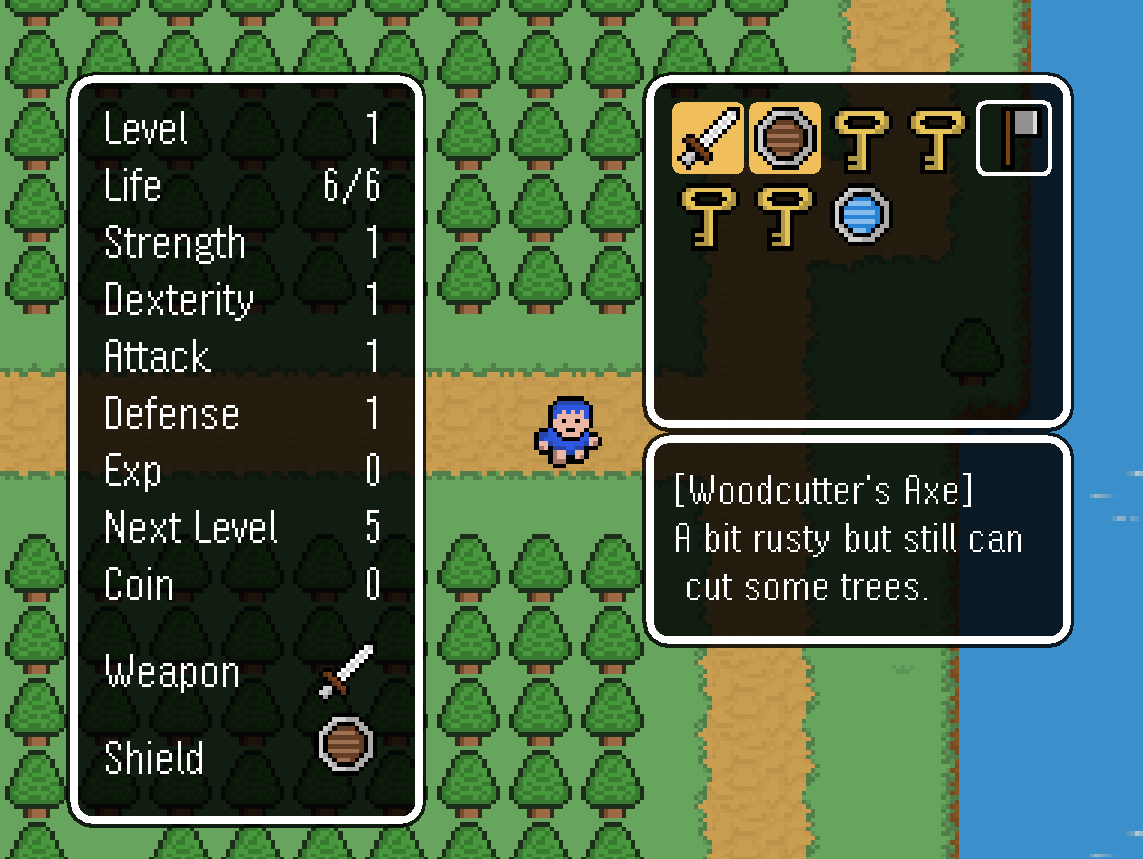 Level 1
Life 6/6
Strength 1
Dexterity 1
Attack 1
Defense 1
Exp 0
Next Level 5
Coin 0
Weapon
Shield
[Woodcutter's Axe]
A bit rusty but still can
cut some trees.